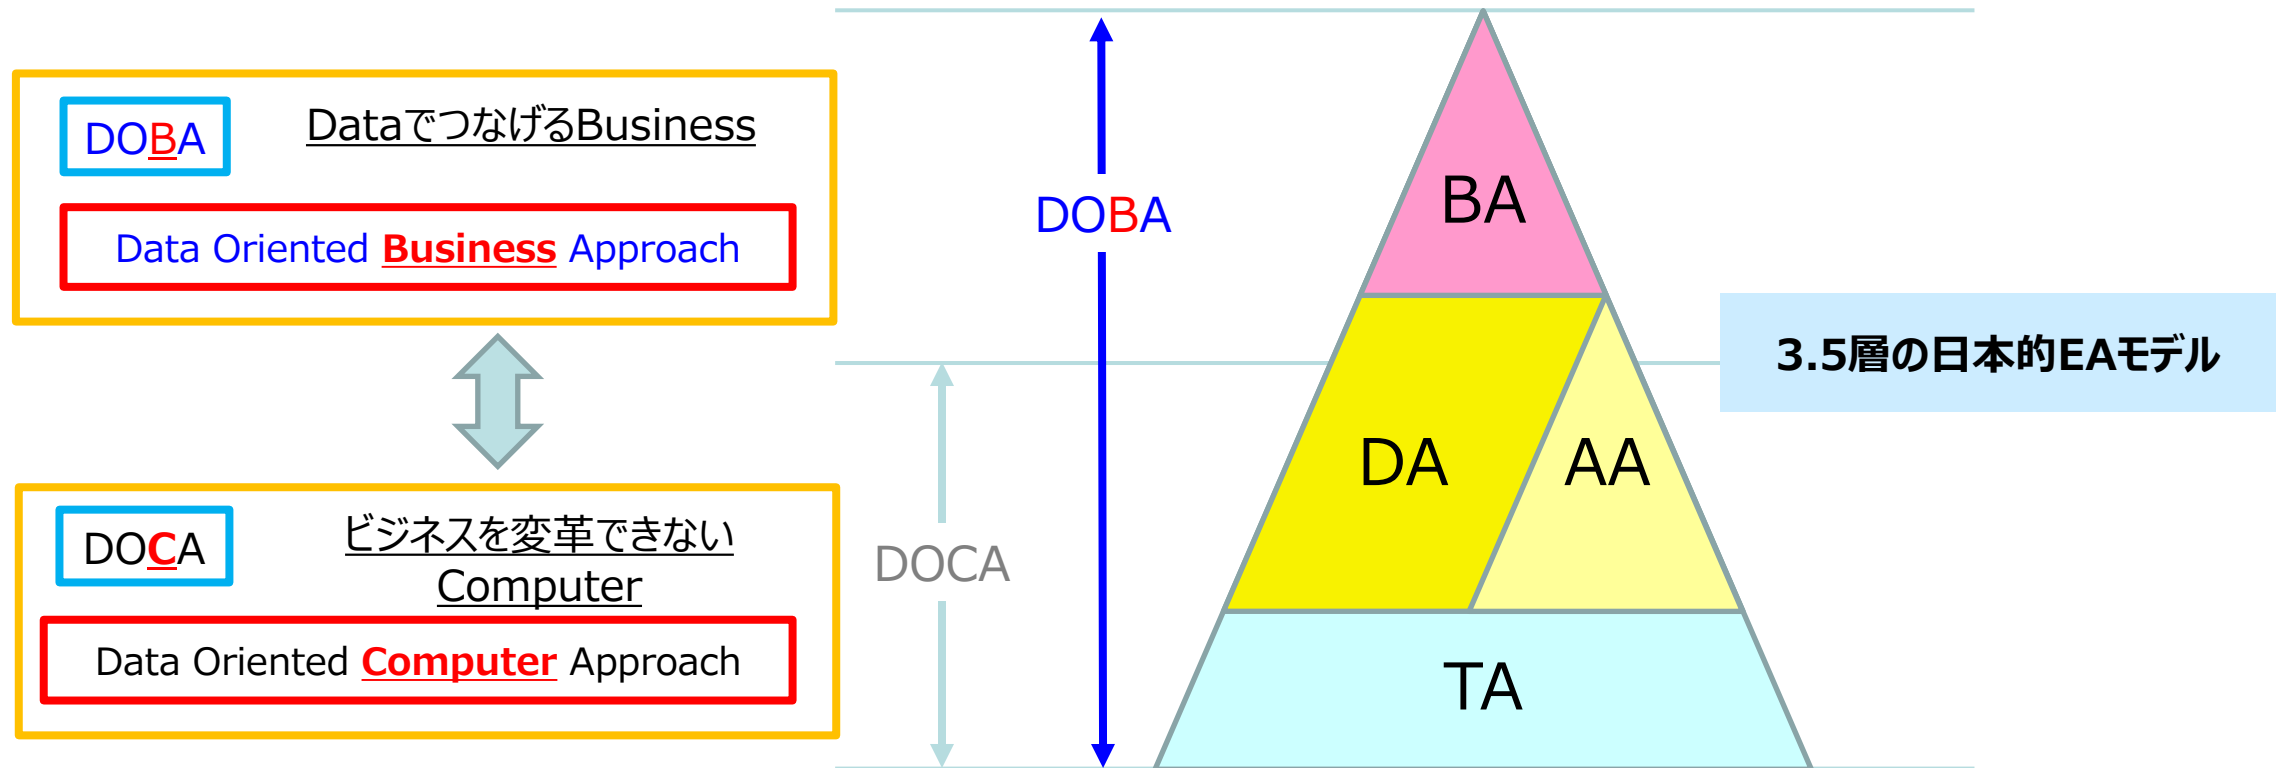 DOBA
DataでつなげるBusiness
Data Oriented Business Approach
DOCA
ビジネスを変革できない
Computer
Data Oriented Computer Approach
DOBA
DOCA
BA
DA
AA
TA
3.5層の日本的EAモデル